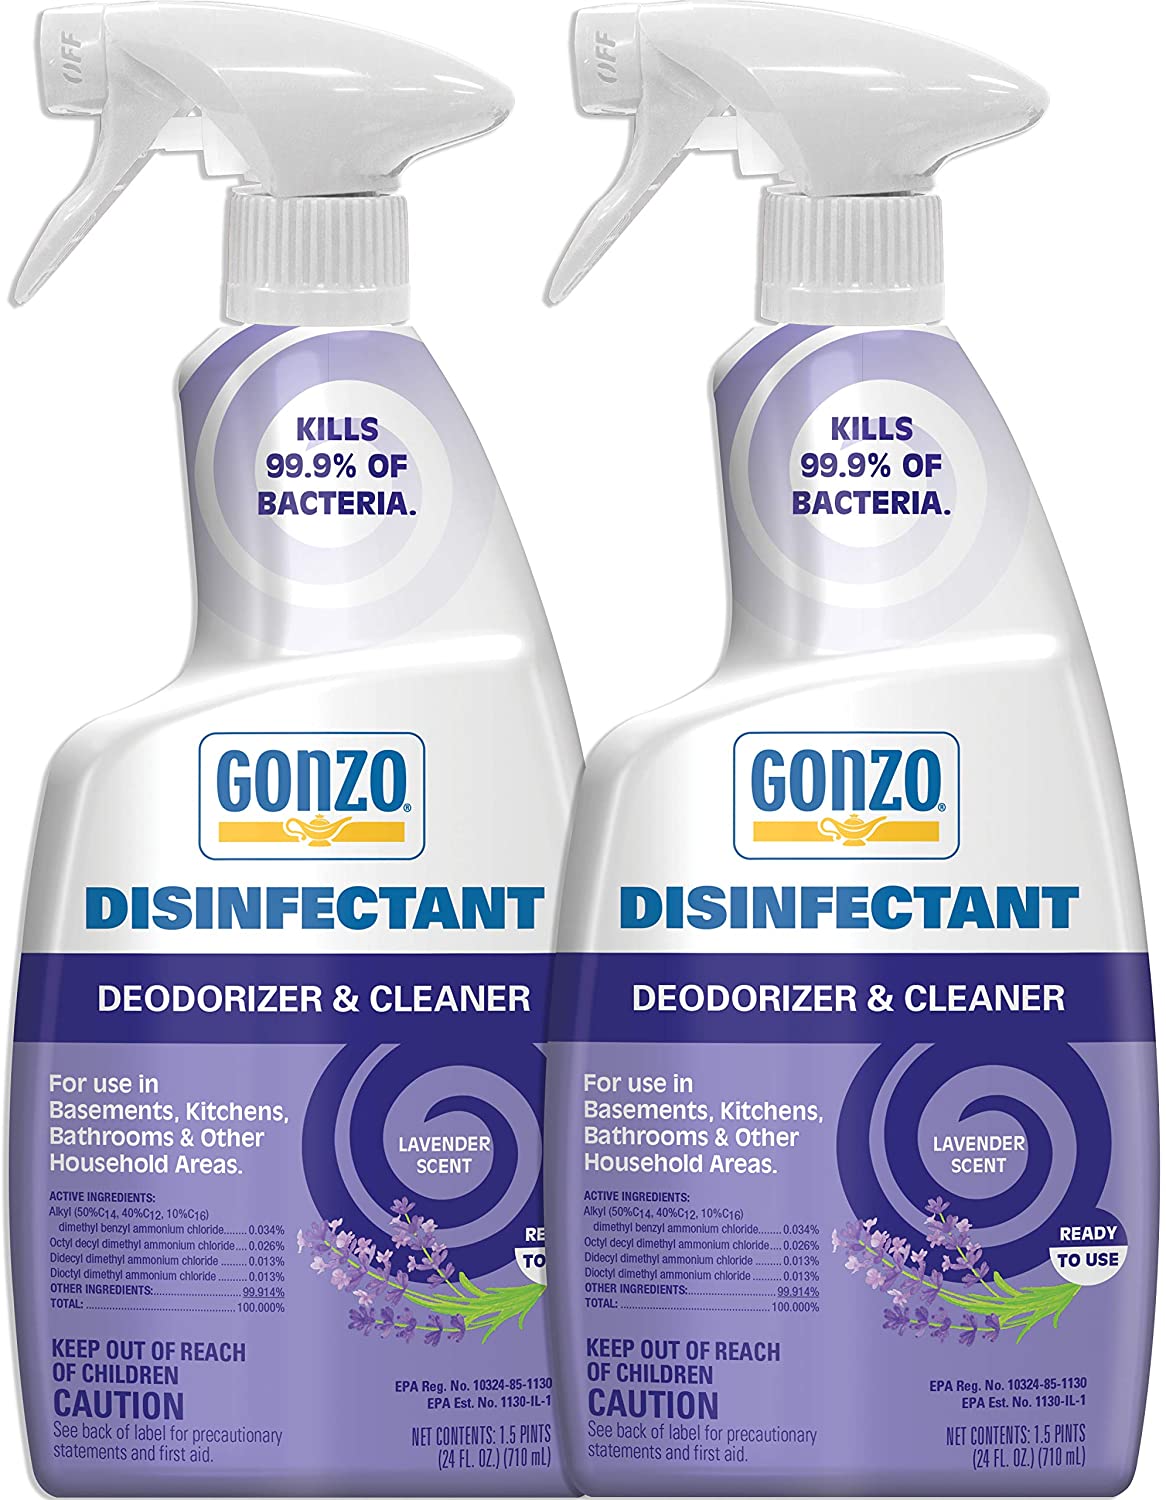 OFF
KILLS
99.9% OF
BACTERIA.
GONZO®
DISINFECTANT
DEODORIZER & CLEANER
For use in
Basements, Kitchens,
Bathrooms & Other
Household Areas.
LAVENDER
SCENT
ACTIVE INGREDIENTS:
Alkyl (50%C14, 40%C12, 10%C16)
dimethyl benzyl ammonium chloride....... 0.034%
Octyl decyl dimethyl ammonium chloride.... 0.026%
Didecyl dimethyl ammonium chloride ........ 0.013%
Dioctyl dimethyl ammonium chloride ........ 0.013%
OTHER INGREDIENTS:........................ 99.914%
TOTAL: ........................................ 100.000%
RE
TO
KEEP OUT OF REACH
OF CHILDREN
CAUTION
See back of label for precautionary
statements and first aid.
EPA Reg. No. 10324-85-1130
EPA Est. No. 1130-IL-1
NET CONTENTS: 1.5 PINTS
(24 FL. OZ.) (710 mL)
OFF
KILLS
99.9% OF
BACTERIA.
GONZO®
DISINFECTANT
DEODORIZER & CLEANER
For use in
Basements, Kitchens,
Bathrooms & Other
Household Areas.
LAVENDER
SCENT
ACTIVE INGREDIENTS:
Alkyl (50%C14, 40%C12, 10%C16)
dimethyl benzyl ammonium chloride....... 0.034%
Octyl decyl dimethyl ammonium chloride.... 0.026%
Didecyl dimethyl ammonium chloride ........ 0.013%
Dioctyl dimethyl ammonium chloride ........ 0.013%
OTHER INGREDIENTS:........................ 99.914%
TOTAL: ........................................ 100.000%
READY
TO USE
KEEP OUT OF REACH
OF CHILDREN
CAUTION
See back of label for precautionary
statements and first aid.
EPA Reg. No. 10324-85-1130
EPA Est. No. 1130-IL-1
NET CONTENTS: 1.5 PINTS
(24 FL. OZ.) (710 mL)